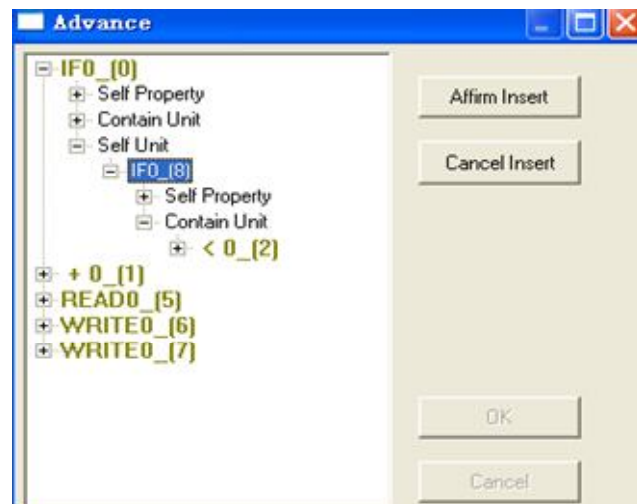 Advance
IF0_(0)
Self Property
Contain Unit
Self Unit
IF0_(8)
Self Property
Contain Unit
< 0_(2)
+ 0_(1)
READ0_(5)
WRITE0_(6)
WRITE0_(7)
Affirm Insert
Cancel Insert
OK
Cancel